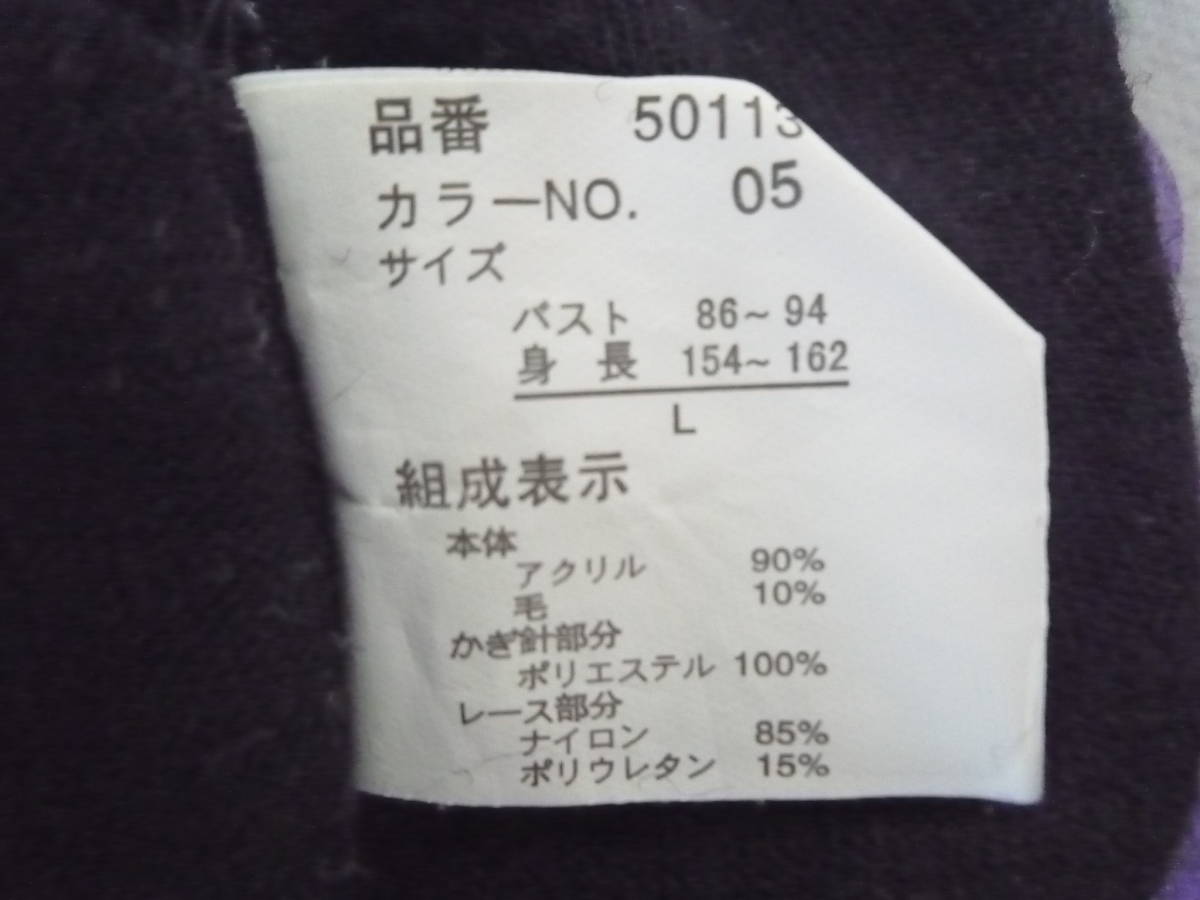 品番 50113
カラーNO. 05
サイズ
バスト 86~ 94
身 長 154~ 162
L
組成表示
本体
アクリル 90%
毛 10%
かぎ針部分
ポリエステル 100%
レース部分
ナイロン 85%
ポリウレタン 15%